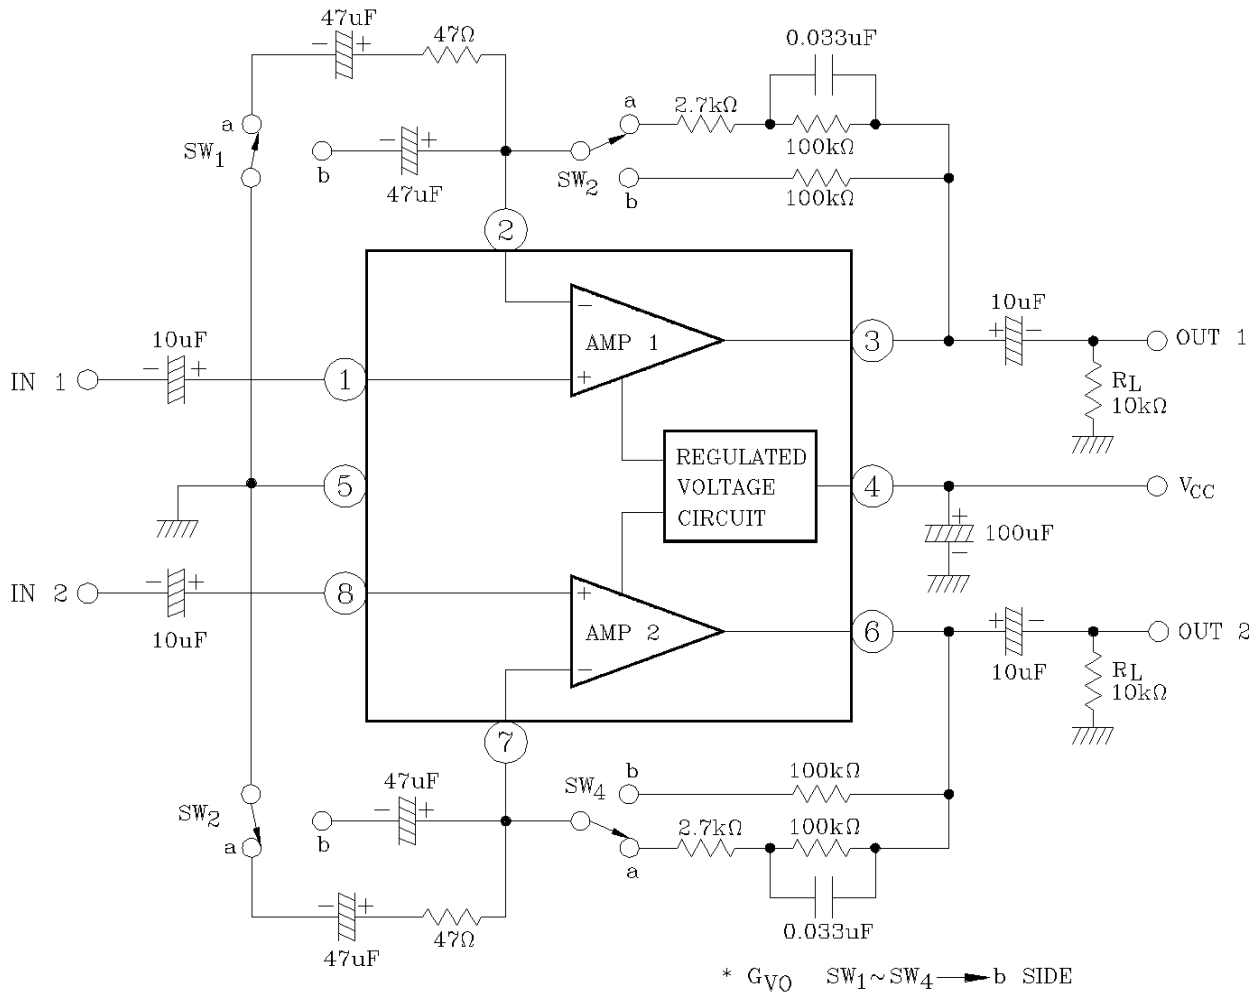 47uF
47Ω
0.033uF
a
2.7kΩ
a
SW1
b
47uF
SW2
100kΩ
b
100kΩ
2
10uF
10uF
AMP 1
3
OUT 1
IN 1
1
RL
10kΩ
5
REGULATED
VOLTAGE
CIRCUIT
4
VCC
100uF
IN 2
8
10uF
AMP 2
6
OUT 2
10uF
RL
10kΩ
7
47uF
SW4
b
100kΩ
SW2
b
2.7kΩ
100kΩ
a
a
47uF
47Ω
0.033uF
* GVO SW1~SW4 → b SIDE